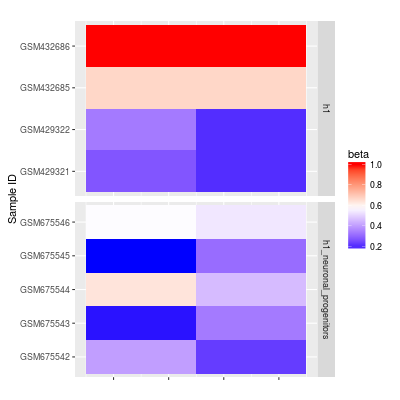 GSM432686
GSM432685
GSM429322
GSM429321
h1
GSM675546
GSM675545
GSM675544
GSM675543
GSM675542
h1_neuronal_progenitors
Sample ID
beta
1.0
0.8
0.6
0.4
0.2